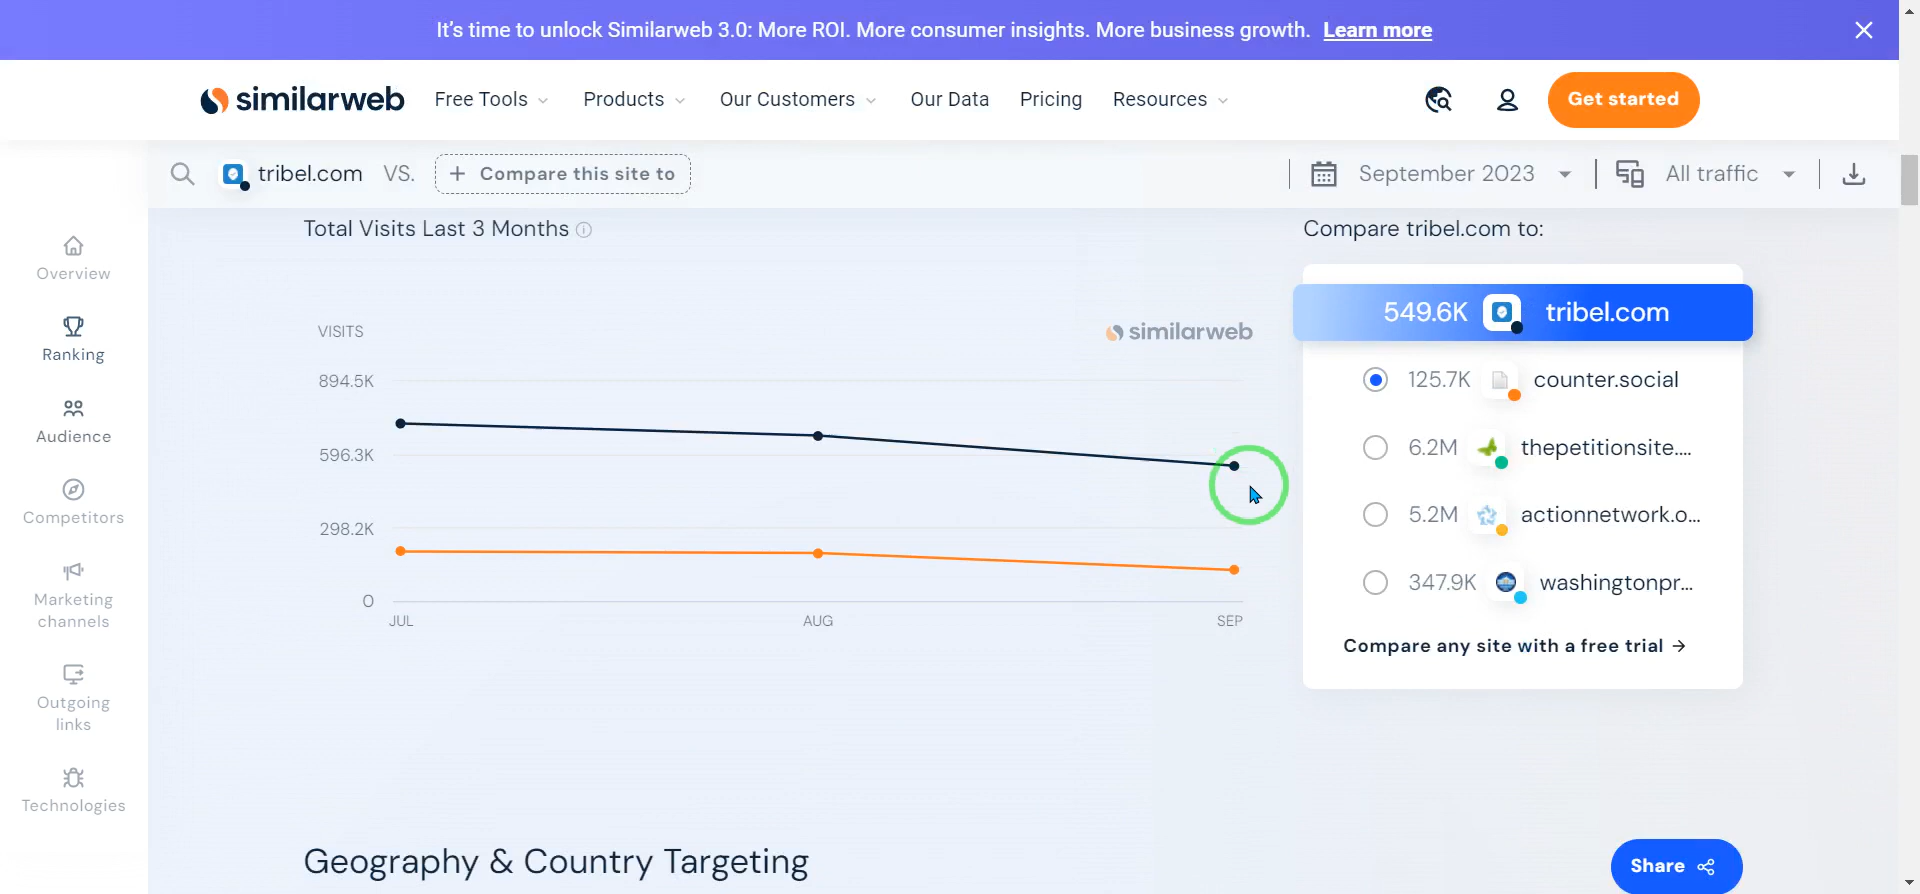 It's time to unlock Similarweb 3.0: More ROI. More consumer insights. More business growth. Learn more
similarweb Free Tools Products Our Customers Our Data Pricing Resources Get started
tribel.com VS. + Compare this site to September 2023 All traffic
Overview
Ranking
Audience
Competitors
Marketing
channels
Outgoing
links
Technologies
Total Visits Last 3 Months
VISITS
similarweb
894.5K
596.3K
298.2K
0
JUL AUG SEP
Compare tribel.com to:
549.6K tribel.com
125.7K counter.social
6.2M thepetitionsite....
5.2M actionnetwork.o...
347.9K washingtonpr...
Compare any site with a free trial →
Geography & Country Targeting
Share